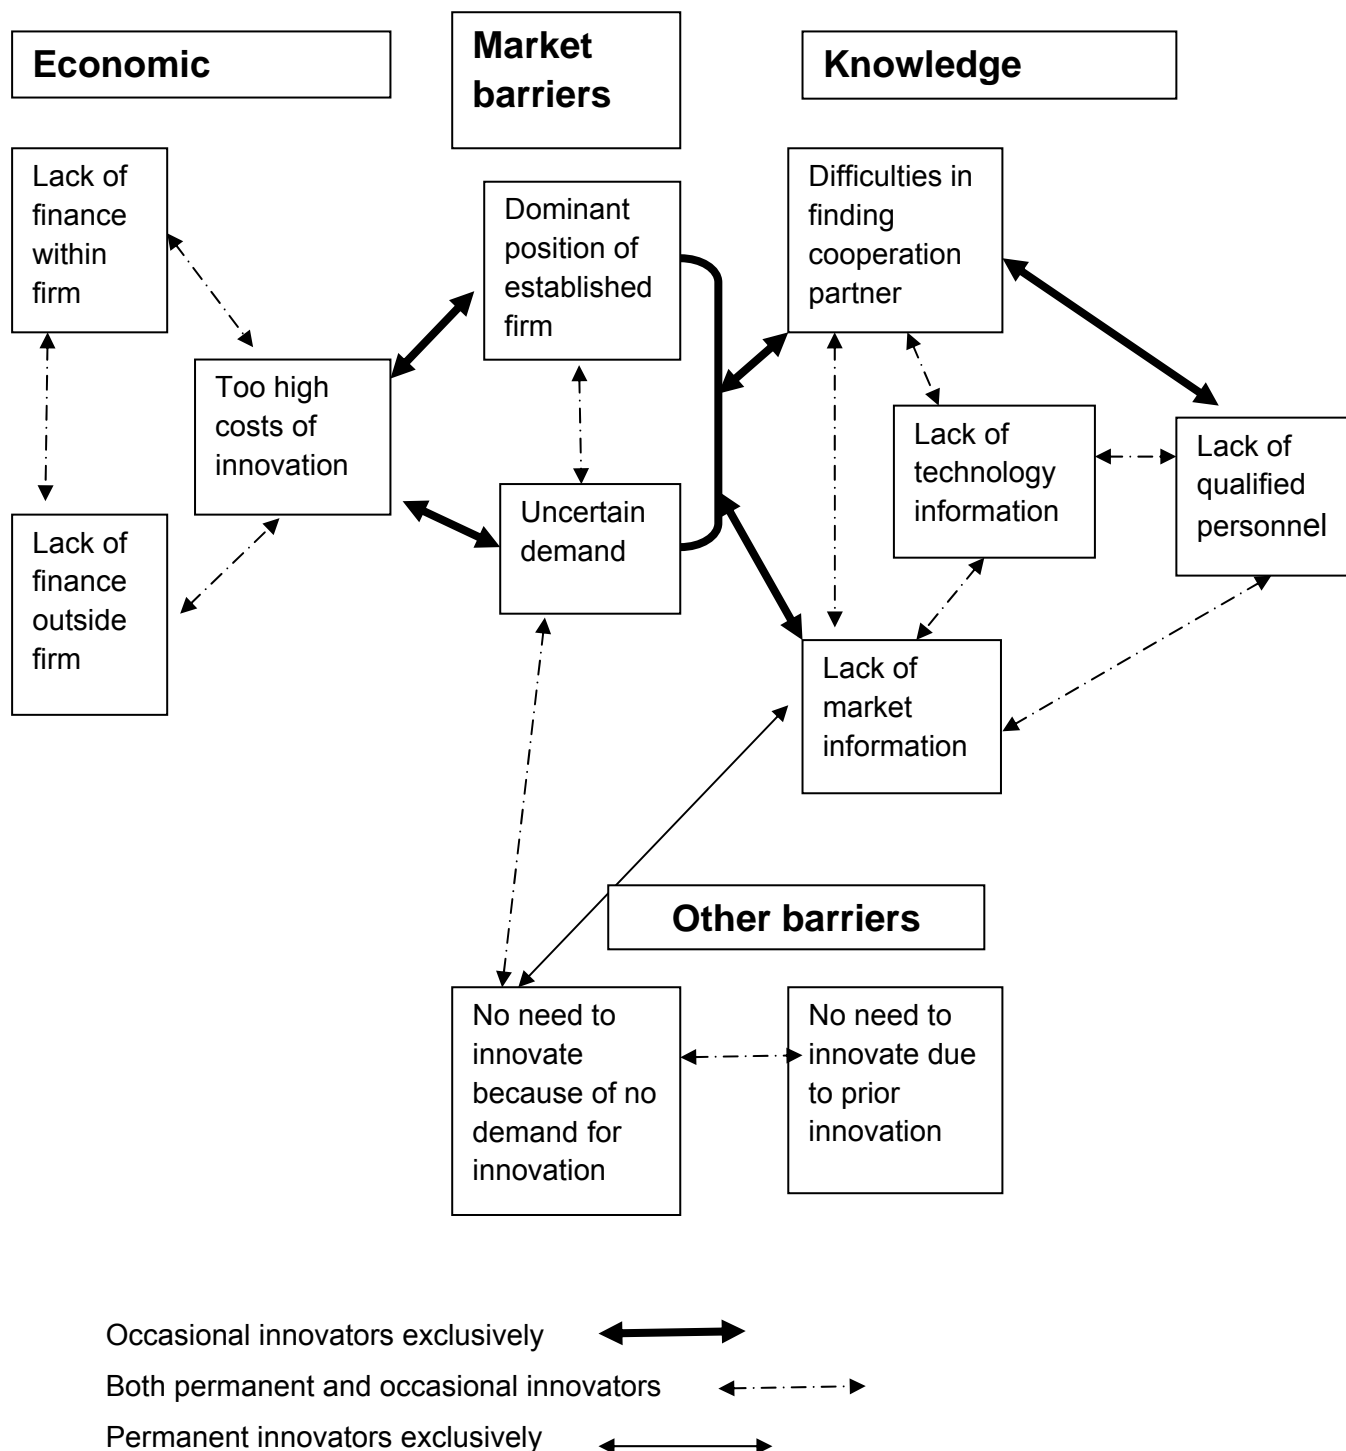 Economic
Market
barriers
Knowledge
Lack of
finance
within
firm
Dominant
position of
established
firm
Difficulties in
finding
cooperation
partner
Too high
costs of
innovation
Lack of
technology
information
Lack of
qualified
personnel
Uncertain
demand
Lack of
finance
outside
firm
Lack of
market
information
Other barriers
No need to
innovate
because of no
demand for
innovation
No need to
innovate due
to prior
innovation
Occasional innovators exclusively
Both permanent and occasional innovators
Permanent innovators exclusively